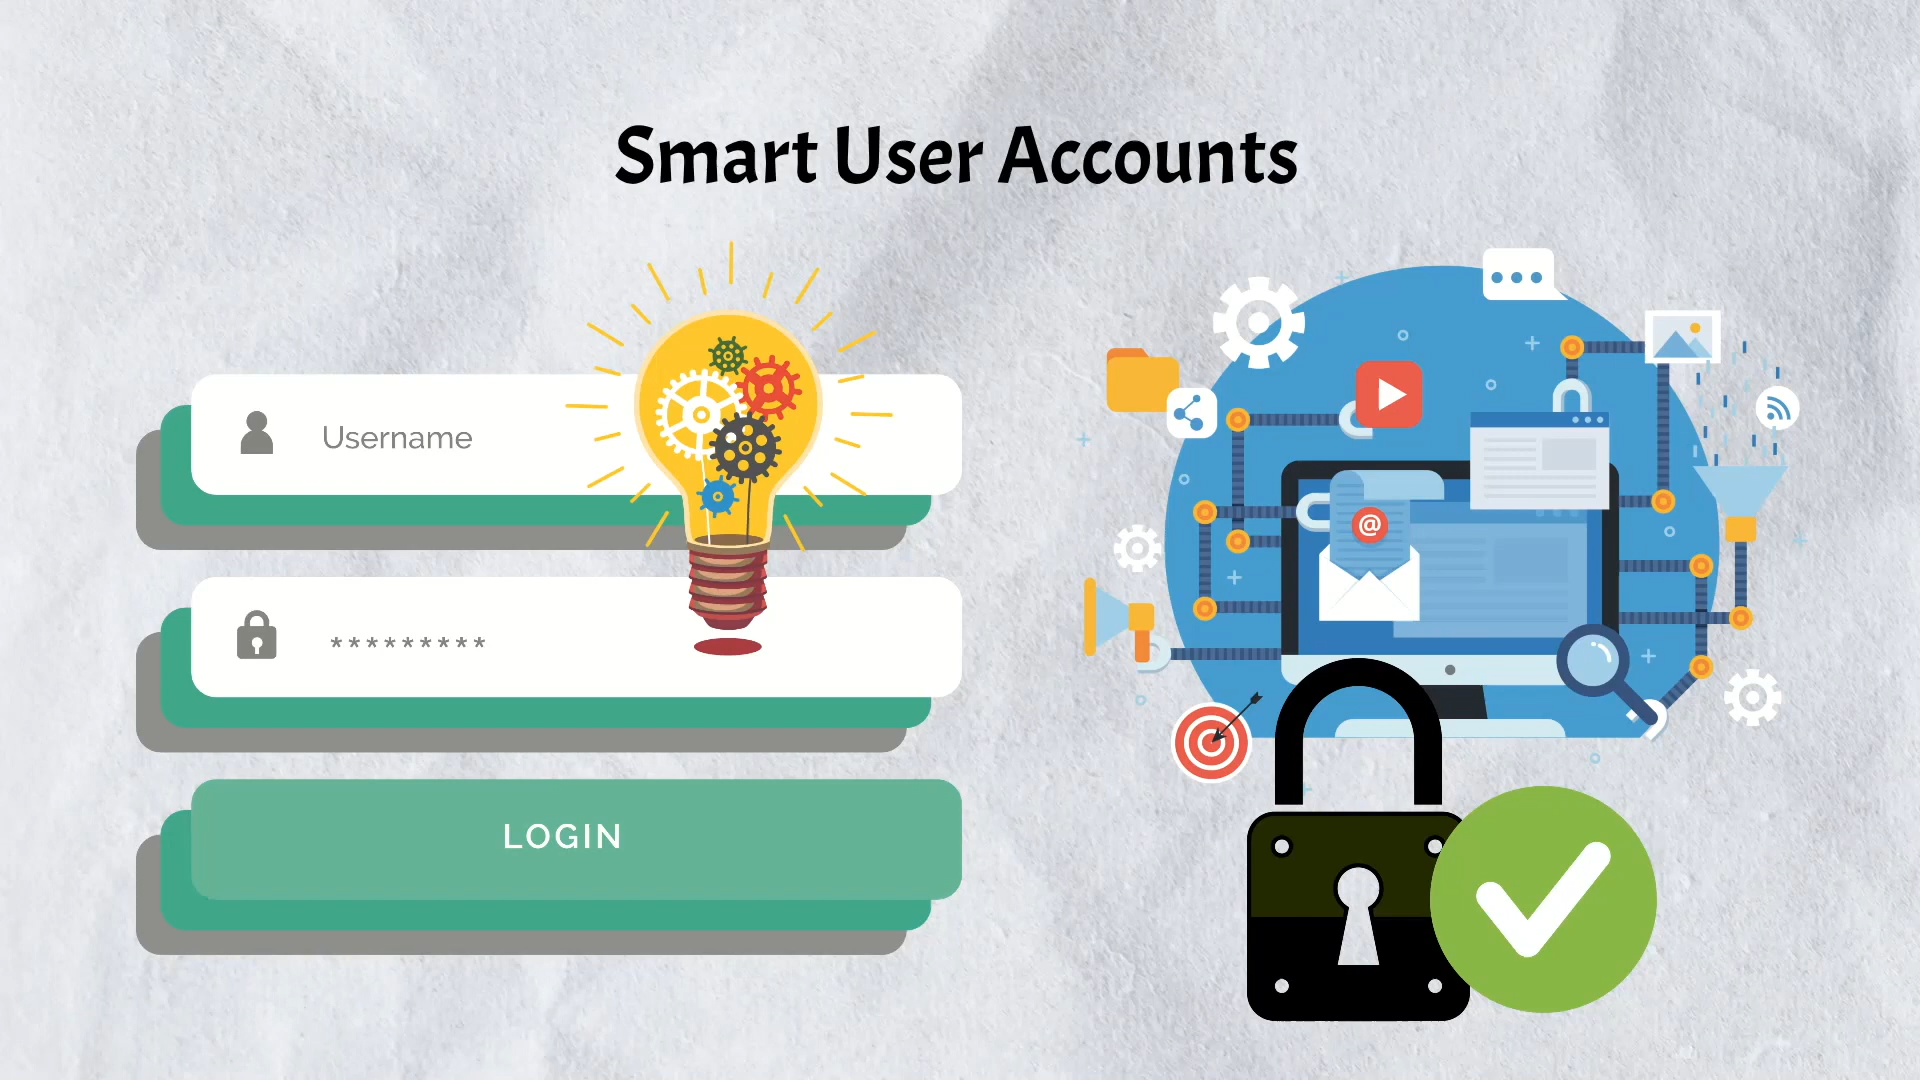 Smart User Accounts
Username
*********
LOGIN
@